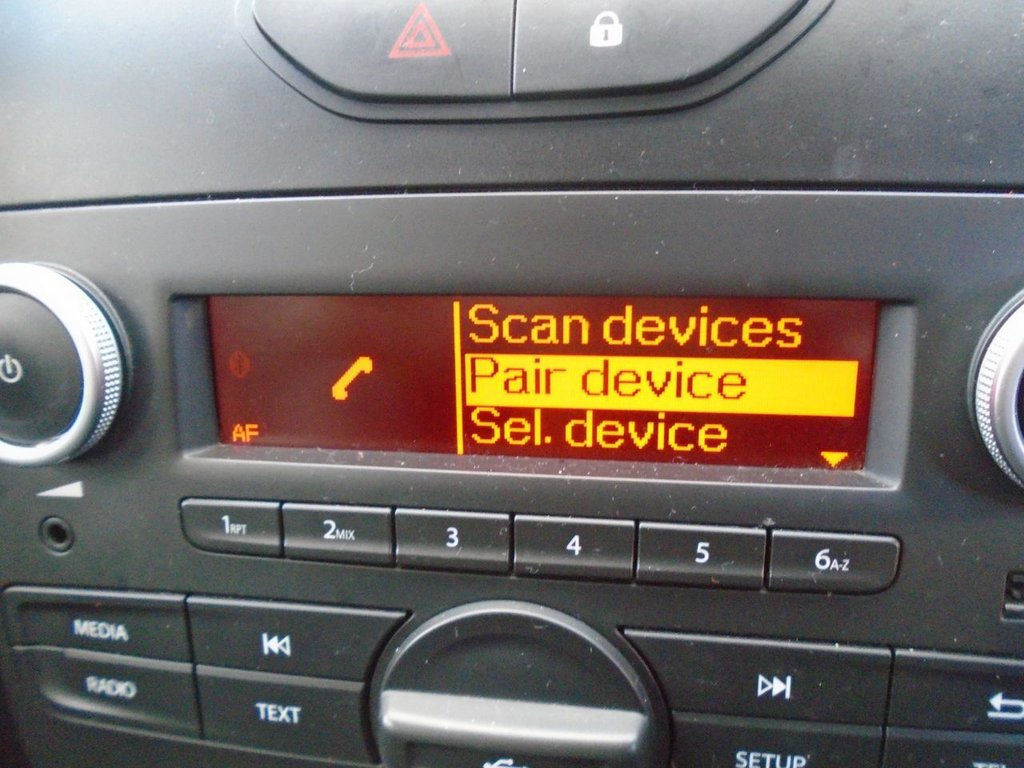 Scan devices
Pair device
AF
Sel. device
1RPT
2MIX
3
4
5
6A-Z
MEDIA
RADIO
TEXT
SETUP